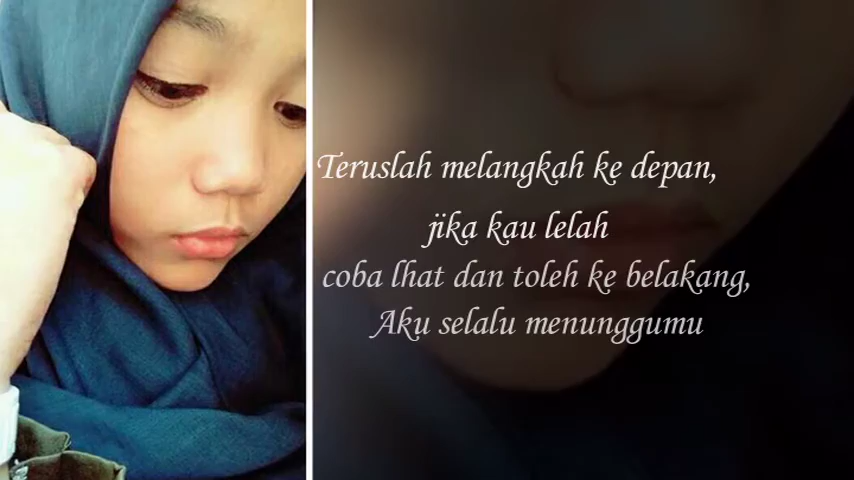 Teruslah melangkah ke depan,
jika kau lelah
coba lhat dan toleh ke belakang,
Aku selalu menunggumu